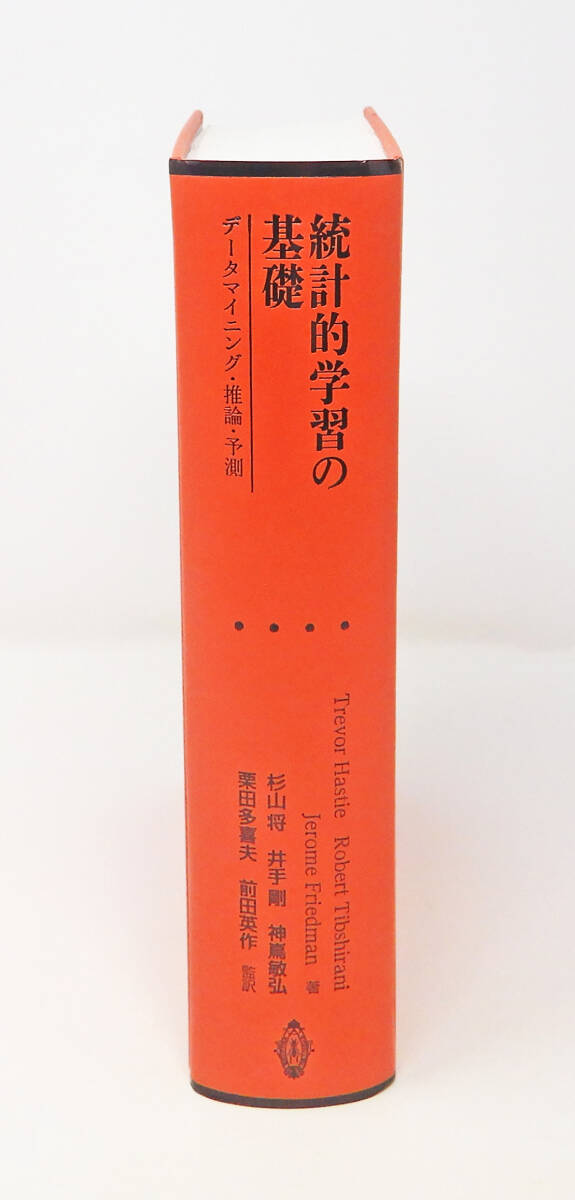 統計的学習の
基礎
データマイニング・推論・予測
Trevor Hastie Robert Tibshirani
Jerome Friedman 著
杉山将 井手剛 神嶌敏弘
栗田多喜夫 前田英作 監訳